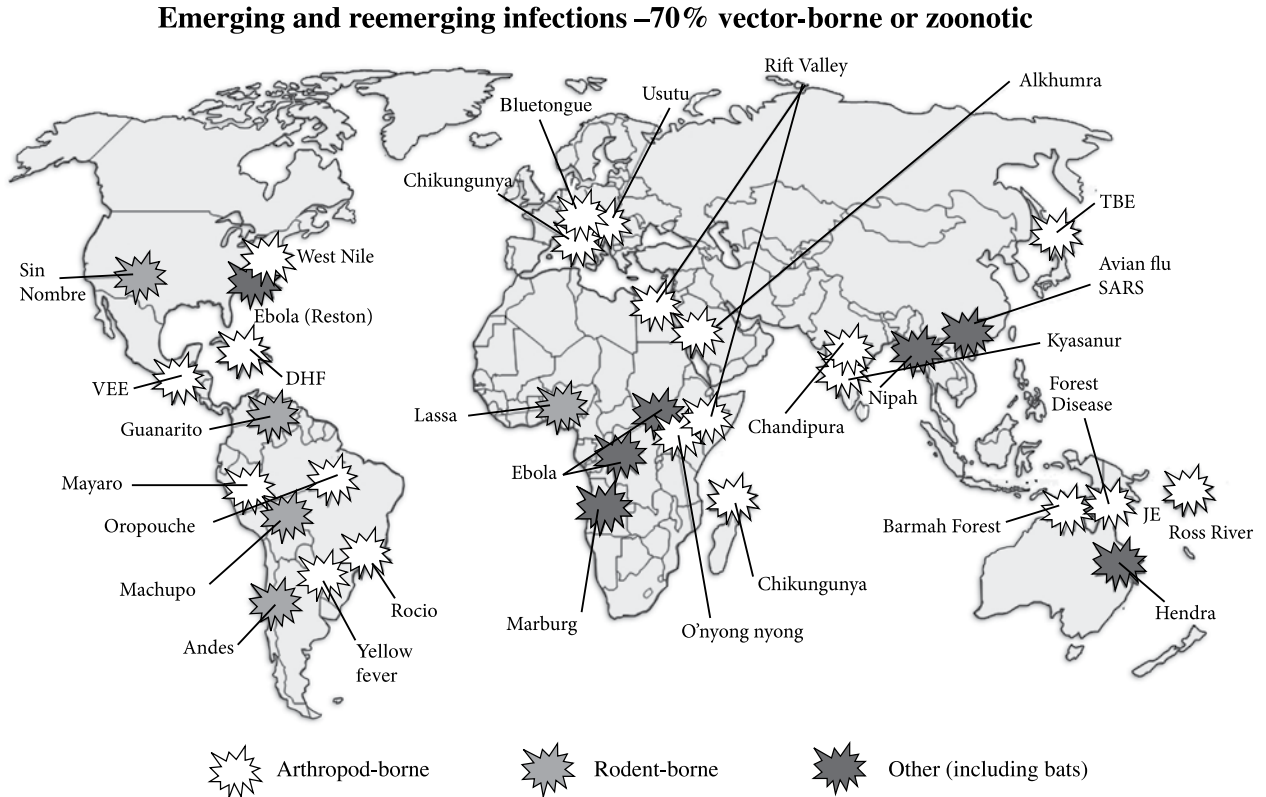 Emerging and reemerging infections –70% vector-borne or zoonotic
Rift Valley
Alkhumra
Usutu
Bluetongue
Chikungunya
TBE
West Nile
Sin
Nombre
Avian flu
SARS
Ebola (Reston)
Kyasanur
DHF
VEE
Nipah
Forest
Disease
Lassa
Guanarito
Chandipura
Ebola
Mayaro
Oropouche
Barmah Forest
JE
Ross River
Machupo
Chikungunya
Rocio
Hendra
Marburg
O'nyong nyong
Andes
Yellow
fever
Arthropod-borne
Rodent-borne
Other (including bats)